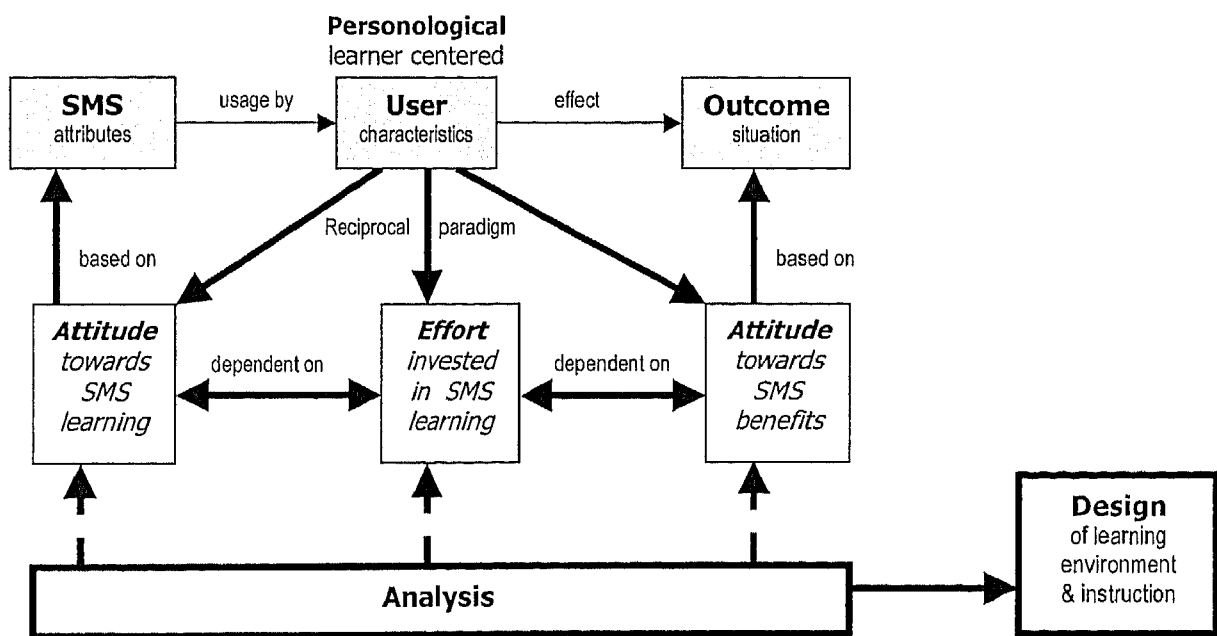 Personological
learner centered
SMS
attributes
usage by
User
characteristics
effect
Outcome
situation
Reciprocal paradigm
based on
based on
Attitude
towards
SMS
learning
dependent on
Effort
invested
in SMS
learning
dependent on
Attitude
towards
SMS
benefits
Analysis
Design
of learning
environment
& instruction